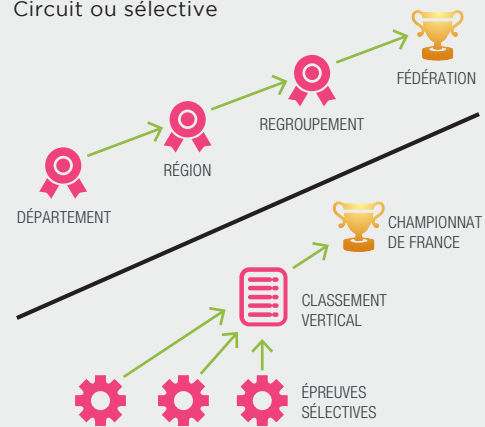 Circuit ou sélective
FÉDÉRATION
REGROUPEMENT
RÉGION
DÉPARTEMENT
CHAMPIONNAT
DE FRANCE
CLASSEMENT
VERTICAL
ÉPREUVES
SÉLECTIVES